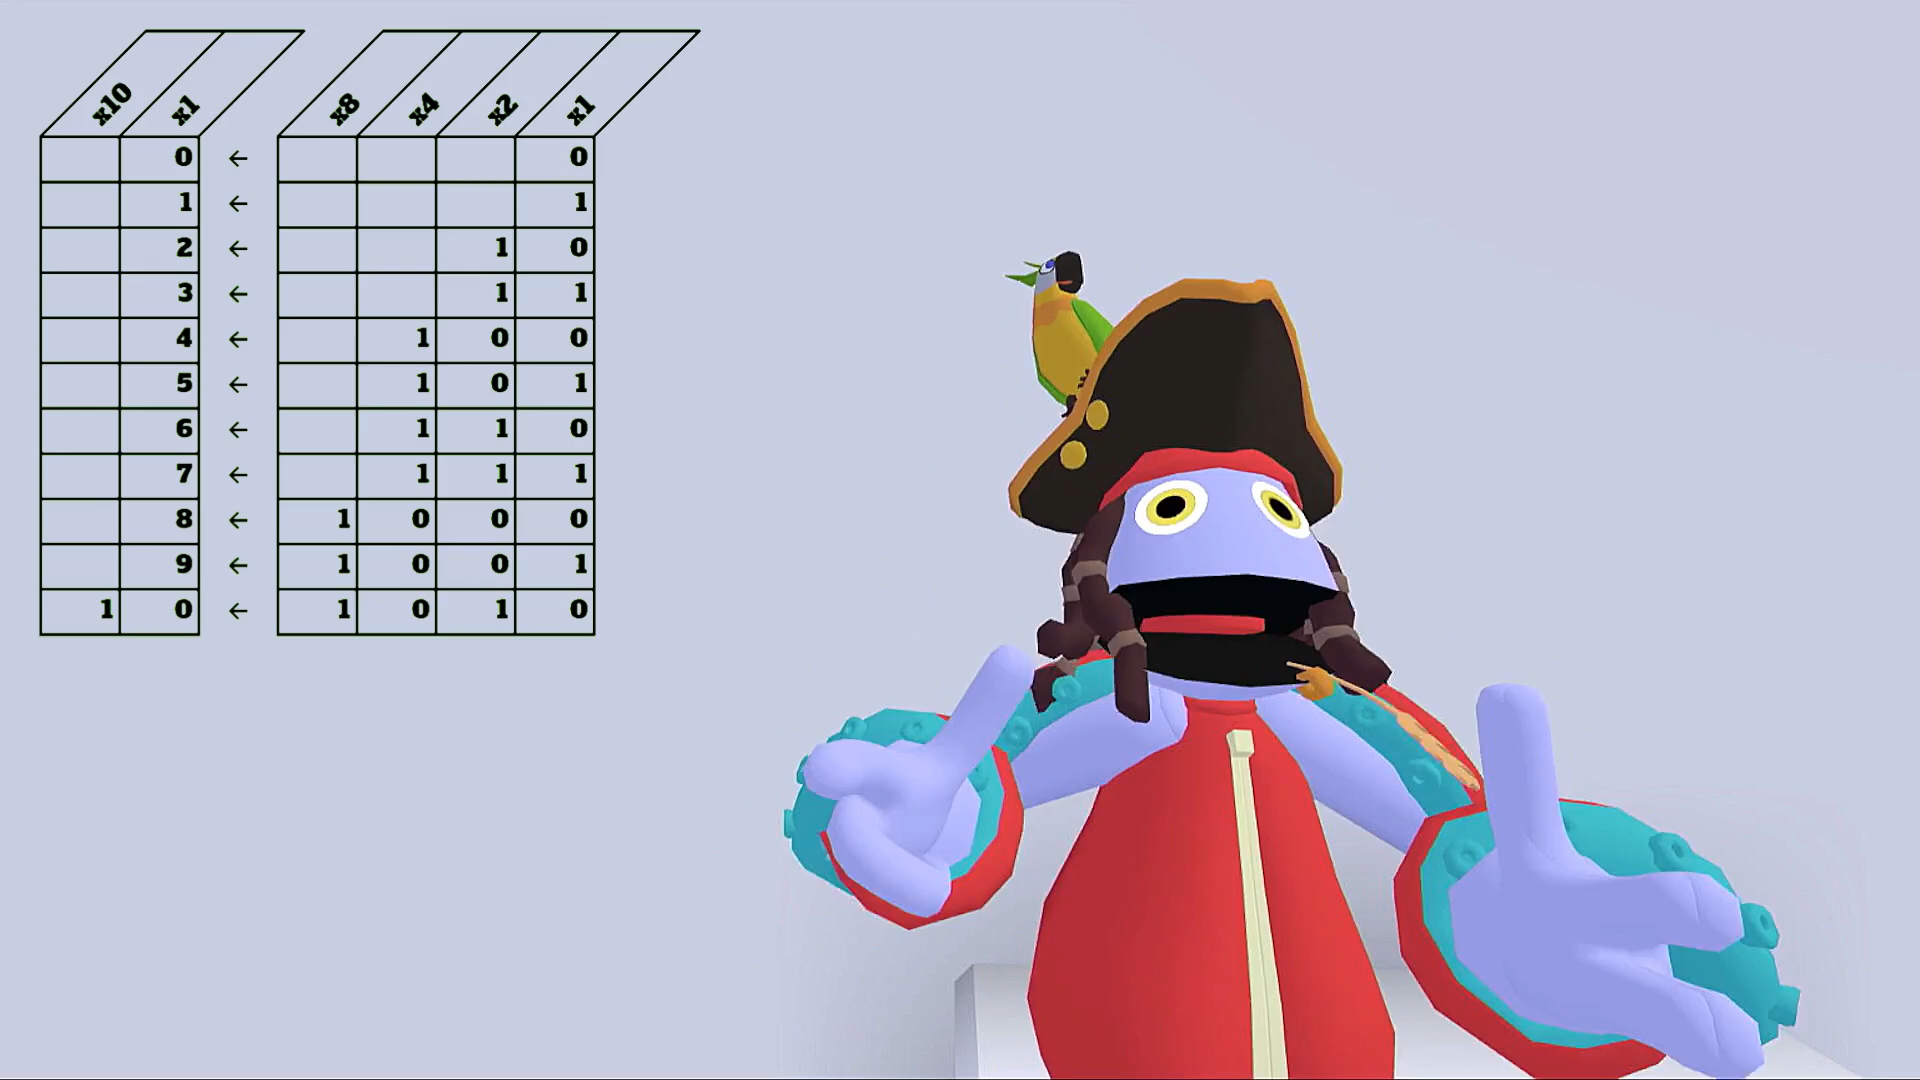 x10 x1 x8 x4 x2 x1
0 ← 0
1 ← 1
2 ← 1 0
3 ← 1 1
4 ← 1 0 0
5 ← 1 0 1
6 ← 1 1 0
7 ← 1 1 1
8 ← 1 0 0 0
9 ← 1 0 0 1
1 0 ← 1 0 1 0